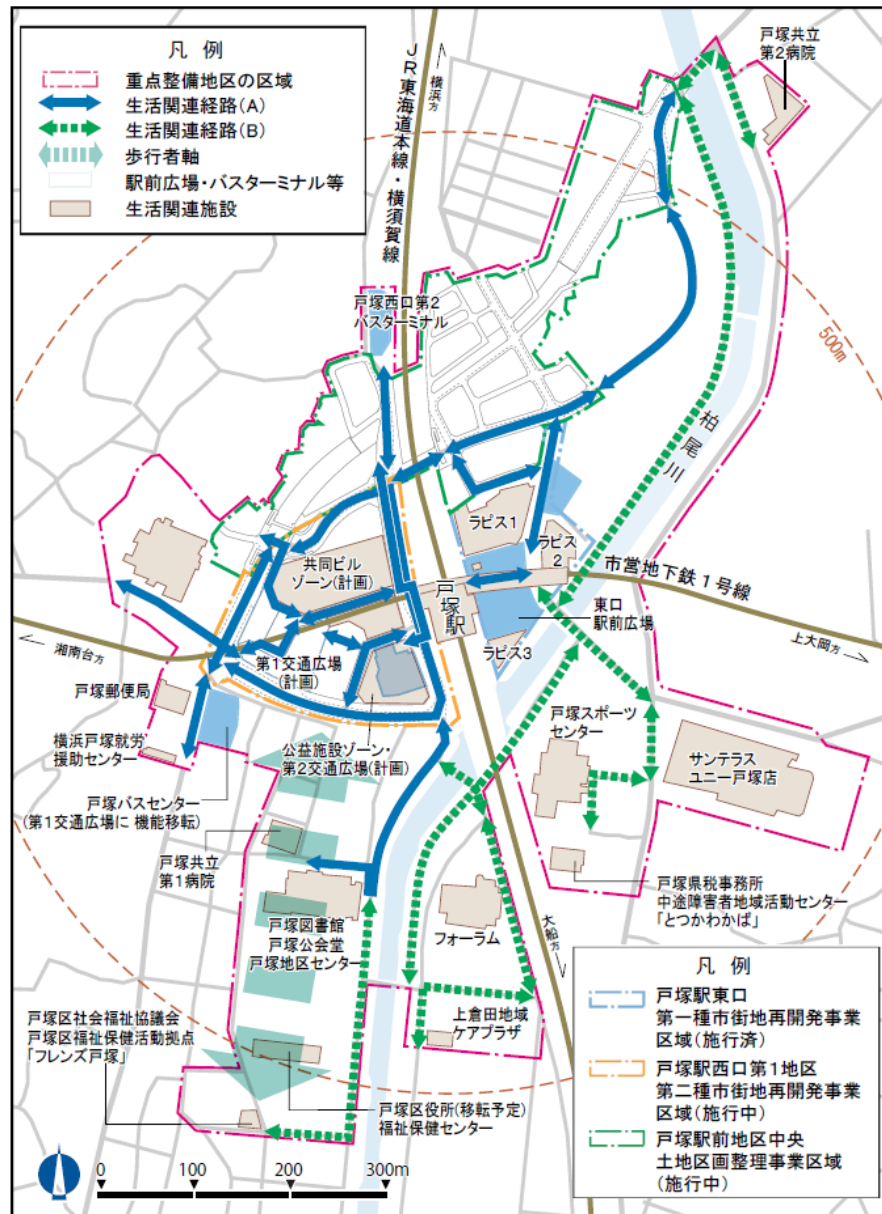 凡例
重点整備地区の区域
生活関連経路(A)
生活関連経路(B)
歩行者軸
駅前広場・バスターミナル等
生活関連施設
JR東海道本線・横須賀線
横浜方
戸塚共立
第2病院
戸塚西口第2
バスターミナル
500m
柏尾川
ラピス1
ラピス
2
共同ビル
ゾーン(計画)
戸塚駅
市営地下鉄1号線
東口
駅前広場
上大岡方
湘南台方
第1交通広場
(計画)
ラピス3
戸塚郵便局
横浜戸塚就労
援助センター
公益施設ゾーン・
第2交通広場(計画)
戸塚スポーツ
センター
サンテラス
ユニー戸塚店
戸塚バスセンター
(第1交通広場に機能移転)
戸塚共立
第1病院
戸塚県税事務所
中途障害者地域活動センター
「とつかわかば」
戸塚図書館
戸塚公会堂
戸塚地区センター
フォーラム
大船方
戸塚区社会福祉協議会
戸塚区福祉保健活動拠点
「フレンズ戸塚」
上倉田地域
ケアプラザ
戸塚区役所(移転予定)
福祉保健センター
凡例
戸塚駅東口
第一種市街地再開発事業
区域(施行済)
戸塚駅西口第1地区
第二種市街地再開発事業
区域(施行中)
戸塚駅前地区中央
土地区画整理事業区域
(施行中)
0 100 200 300m